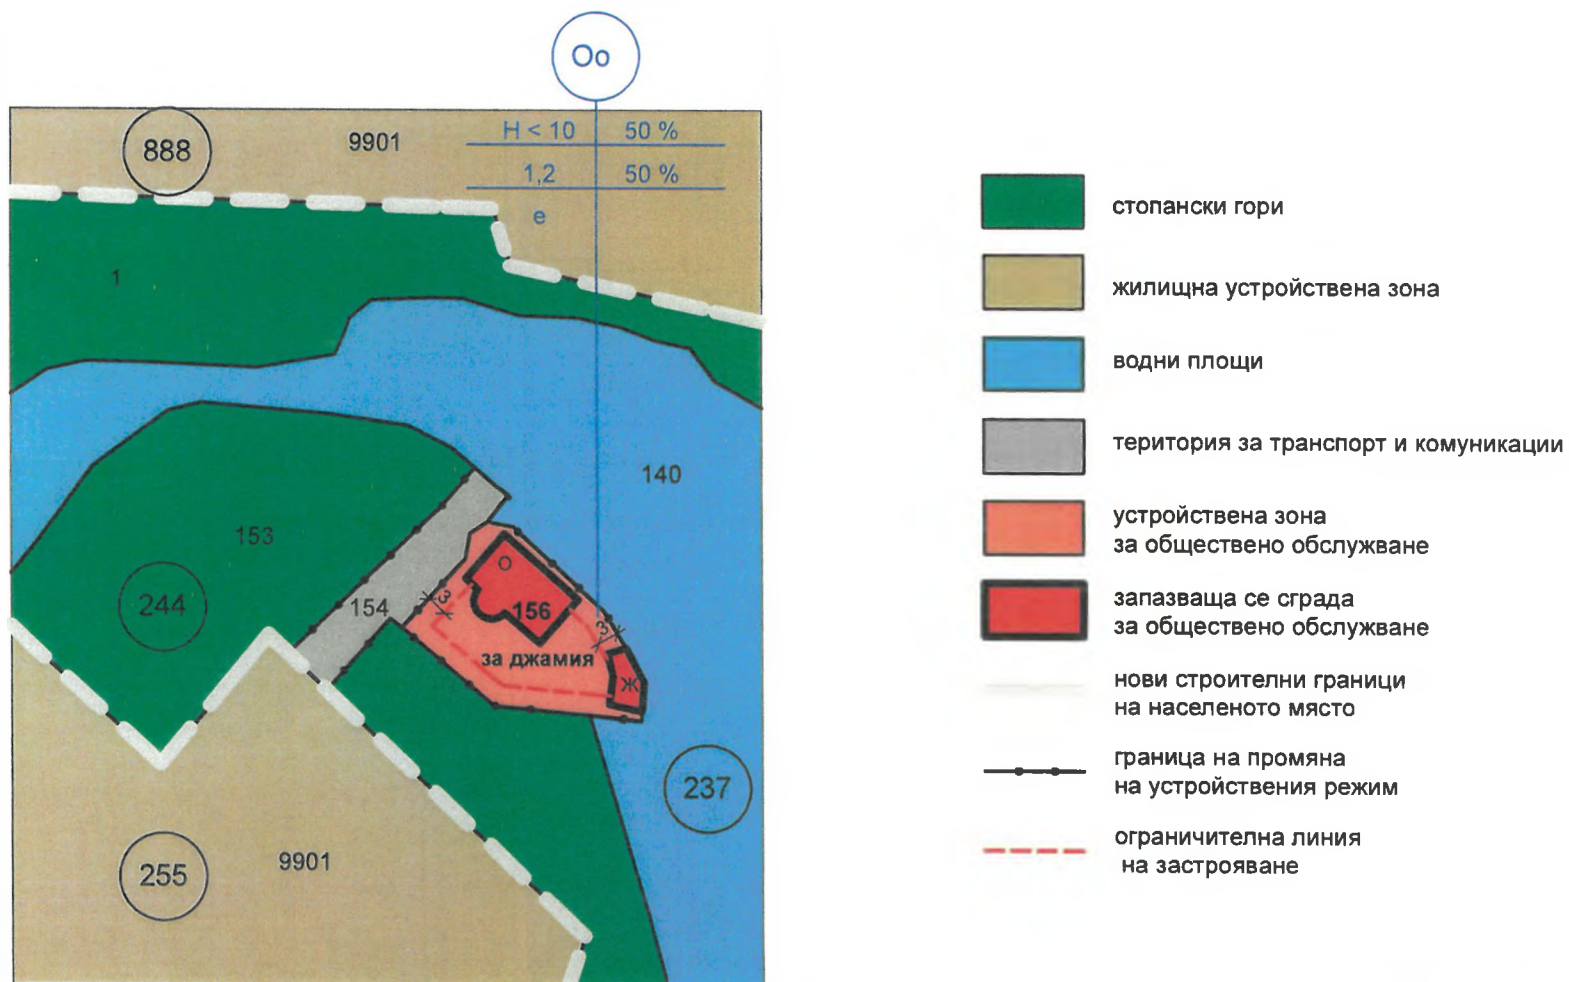 Оо
888
9901
H < 10 50 %
1,2 50 %
е
1
140
153
244
154
3
О
156
3
за джамия
Ж
237
255
9901
стопански гори
жилищна устройствена зона
водни площи
територия за транспорт и комуникации
устройствена зона
за обществено обслужване
запазваща се сграда
за обществено обслужване
нови строителни граници
на населеното място
граница на промяна
на устройствения режим
ограничителна линия
на застрояване